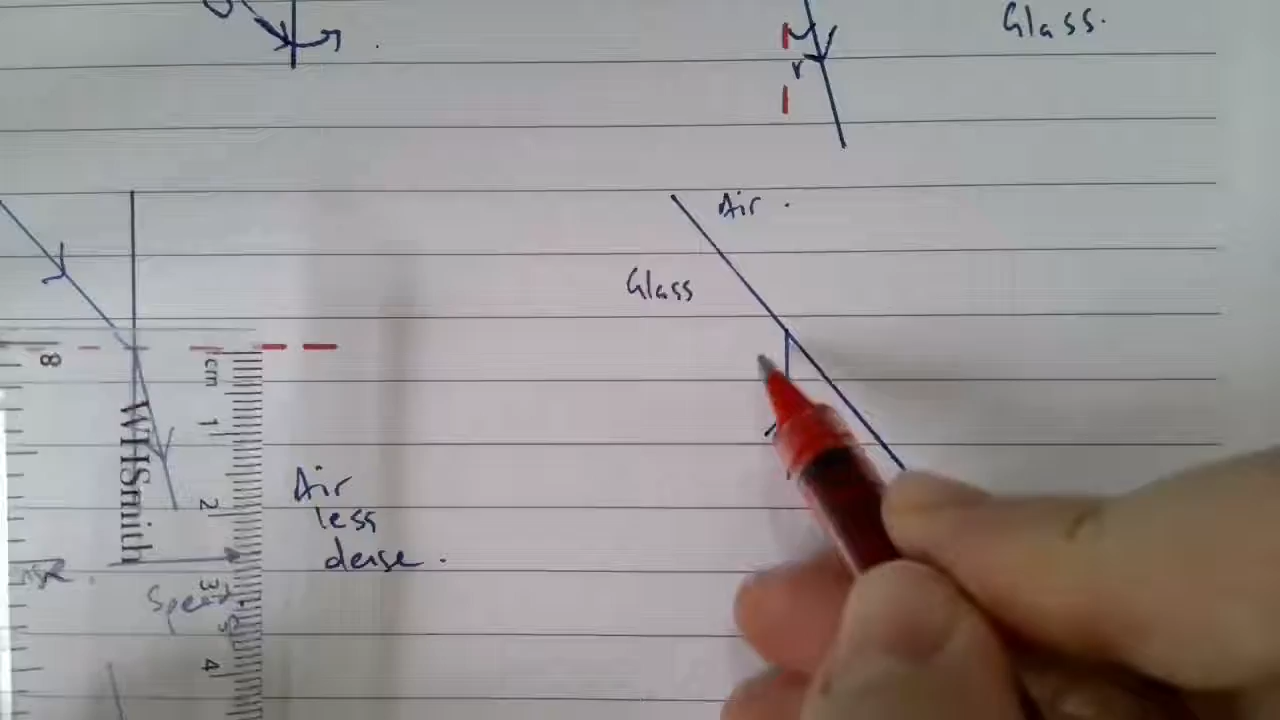 Glass.
r
Air.
Glass
8
cm
1
WHSmith
2
Air
less
dense.
3
4